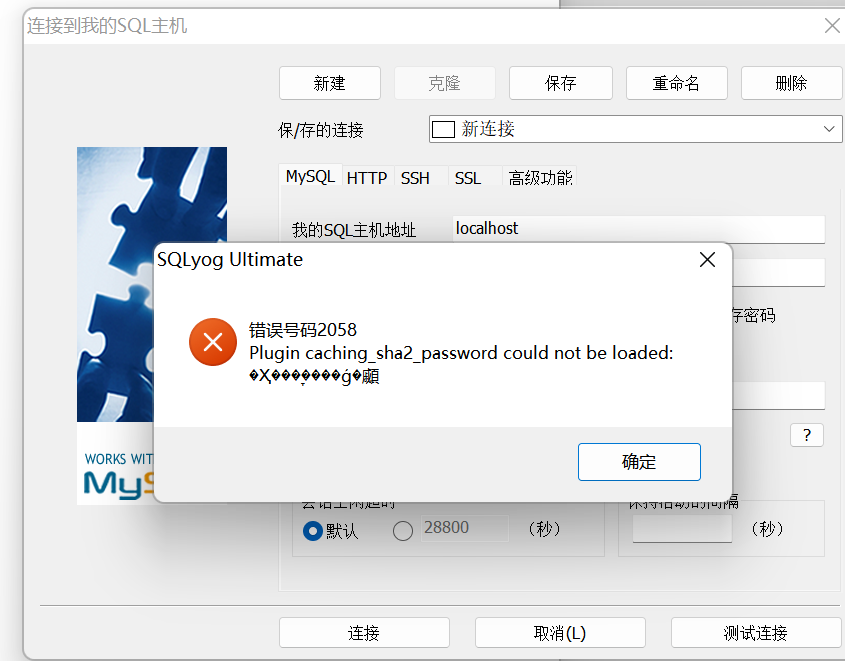 连接到我的SQL主机
新建 克隆 保存 重命名 删除
保/存的连接 新连接
MySQL HTTP SSH SSL 高级功能
我的SQL主机地址 localhost
SQLyog Ultimate
存密码
错误号码2058
Plugin caching_sha2_password could not be loaded:
?
确定
WORKS WIT
MyS
会话空闲超时 保持活动的间隔
默认 28800 (秒) (秒)
连接 取消(L) 测试连接